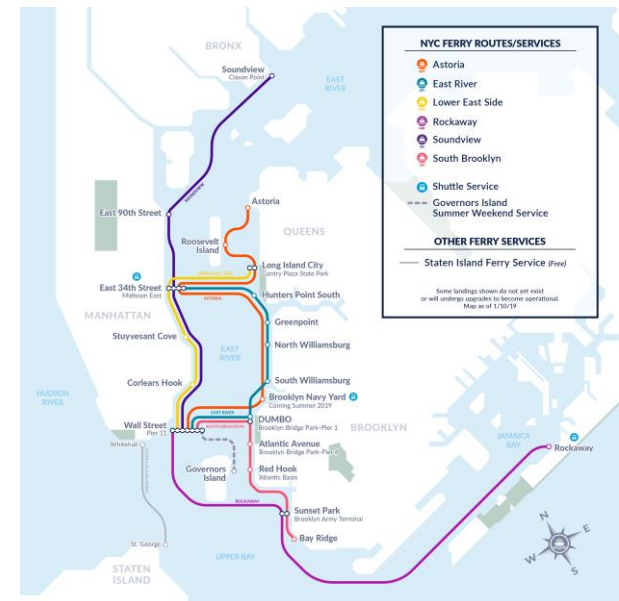 BRONX
Soundview
Clason Point
EAST
RIVER
SOUNDVIEW
East 90th Street
Astoria
Roosevelt
Island
QUEENS
Long Island City
Gantry Plaza State Park
East 34th Street
Midtown East
ASTORIA
Hunters Point South
MANHATTAN
Greenpoint
Stuyvesant Cove
EAST
RIVER
North Williamsburg
Corlears Hook
South Williamsburg
HUDSON
RIVER
Brooklyn Navy Yard
Coming Summer 2019
EAST RIVER
Wall Street
Pier 11
SOUTH BROOKLYN
DUMBO
Brooklyn Bridge Park-Pier 1
BROOKLYN
Whitehall
Atlantic Avenue
Brooklyn Bridge Park-Pier 6
JAMAICA
BAY
Rockaway
Governors
Island
Red Hook
Atlantic Basin
ROCKAWAY
Sunset Park
Brooklyn Army Terminal
St. George
Bay Ridge
UPPER BAY
STATEN
ISLAND
N
E
W
S
NYC FERRY ROUTES/SERVICES
Astoria
East River
Lower East Side
Rockaway
Soundview
South Brooklyn
Shuttle Service
Governors Island
Summer Weekend Service
OTHER FERRY SERVICES
Staten Island Ferry Service (Free)
Some landings shown do not yet exist
or will undergo upgrades to become operational.
Map as of 1/10/19